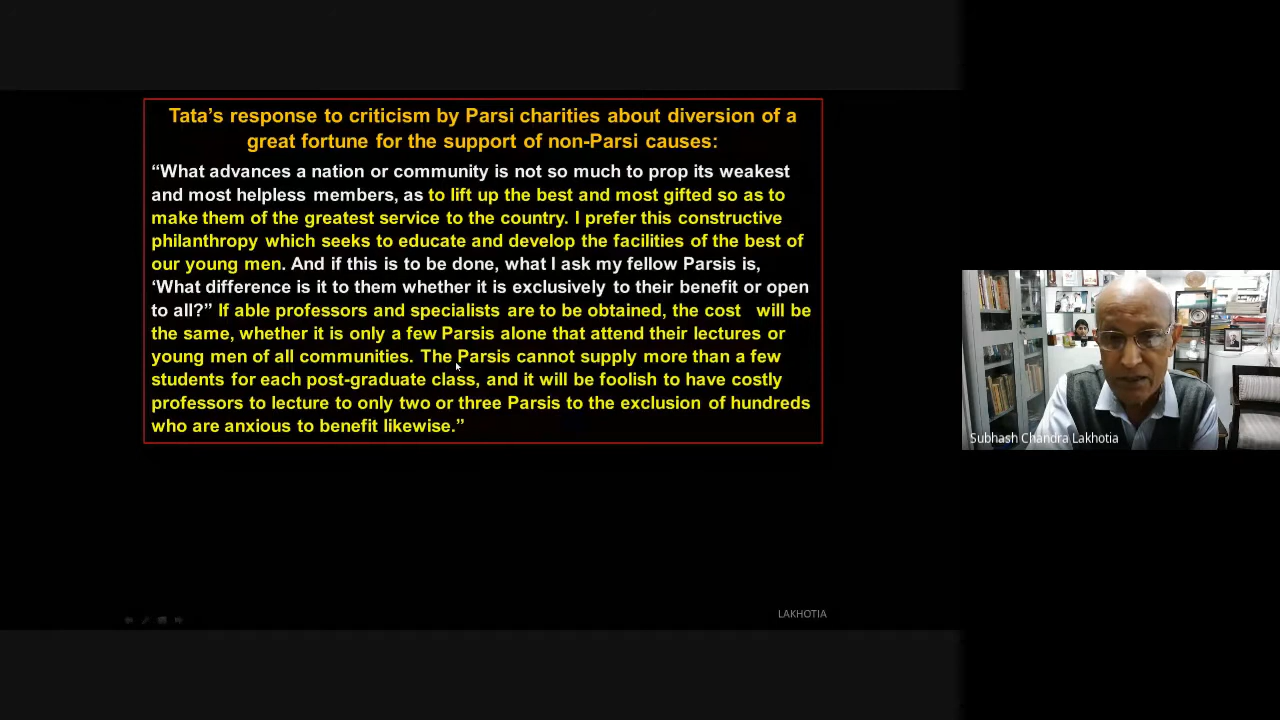 Tata’s response to criticism by Parsi charities about diversion of a
great fortune for the support of non-Parsi causes:
“What advances a nation or community is not so much to prop its weakest
and most helpless members, as to lift up the best and most gifted so as to
make them of the greatest service to the country. I prefer this constructive
philanthropy which seeks to educate and develop the facilities of the best of
our young men. And if this is to be done, what I ask my fellow Parsis is,
‘What difference is it to them whether it is exclusively to their benefit or open
to all?” If able professors and specialists are to be obtained, the cost will be
the same, whether it is only a few Parsis alone that attend their lectures or
young men of all communities. The Parsis cannot supply more than a few
students for each post-graduate class, and it will be foolish to have costly
professors to lecture to only two or three Parsis to the exclusion of hundreds
who are anxious to benefit likewise.”
LAKHOTIA
Subhash Chandra Lakhotia